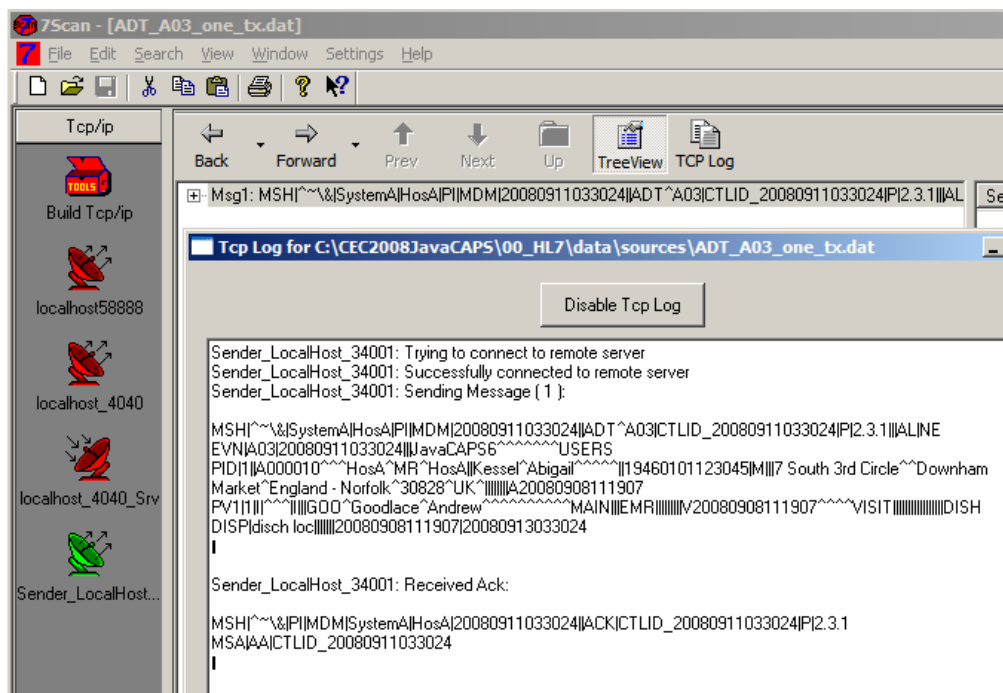 7Scan - [ADT_A03_one_tx.dat]
File Edit Search View Window Settings Help
Tcp/ip
Back Forward Prev Next Up TreeView TCP Log
Build Tcp/ip
localhost58888
localhost_4040
localhost_4040_Srv
Sender_LocalHost...
Msg1: MSH|^~\&|SystemA|HosA|PI|MDM|20080911033024||ADT^A03|CTLID_20080911033024|P|2.3.1|||AL
Se
Tcp Log for C:\CEC2008JavaCAPS\00_HL7\data\sources\ADT_A03_one_tx.dat
Disable Tcp Log
Sender_LocalHost_34001: Trying to connect to remote server
Sender_LocalHost_34001: Successfully connected to remote server
Sender_LocalHost_34001: Sending Message ( 1 ):
MSH|^~\&|SystemA|HosA|PI|MDM|20080911033024||ADT^A03|CTLID_20080911033024|P|2.3.1|||AL|NE
EVN|A03|20080911033024|||JavaCAPS6^^^^^^^USERS
PID|1||A000010^^^HosA^MR^HosA||Kessel^Abigail^^^^^||19460101123045|M|||7 South 3rd Circle^^Downham
Market^England - Norfolk^30828^UK^|||||||A20080908111907
PV1|1|I||^^^||||GOO^Goodlace^Andrew^^^^^^^^^^MAIN|||EMR||||||||V20080908111907^^^^VISIT|||||||||||||||||DISH
DISP|disch loc||||||20080908111907|20080913033024
Sender_LocalHost_34001: Received Ack:
MSH|^~\&|PI|MDM|SystemA|HosA|20080911033024||ACK|CTLID_20080911033024|P|2.3.1
MSA|AA|CTLID_20080911033024